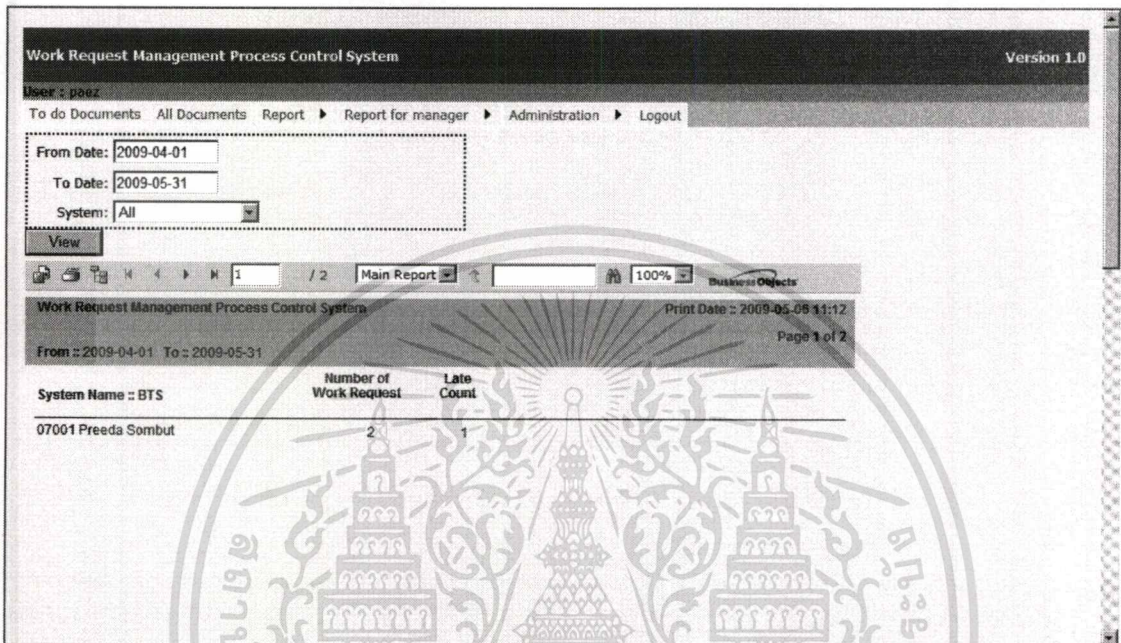 Work Request Management Process Control System Version 1.0
User : paez
To do Documents All Documents Report Report for manager Administration Logout
From Date: 2009-04-01
To Date: 2009-05-31
System: All
View
1 / 2 Main Report 100% Business Objects
Work Request Management Process Control System Print Date :: 2009-05-06 11:12
Page 1 of 2
From :: 2009-04-01 To :: 2009-05-31
System Name :: BTS Number of Work Request Late Count
07001 Preeda Sombut 2 1